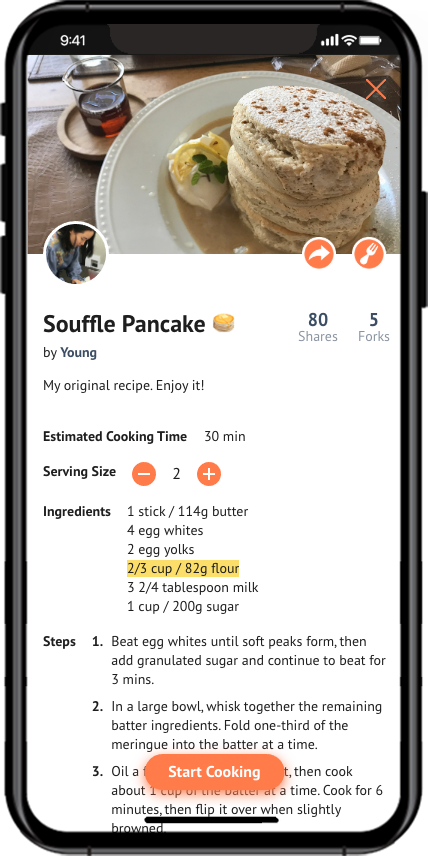 9:41
Souffle Pancake
80
Shares
5
Forks
by Young
My original recipe. Enjoy it!
Estimated Cooking Time 30 min
Serving Size 2
Ingredients 1 stick / 114g butter
4 egg whites
2 egg yolks
2/3 cup / 82g flour
3 2/4 tablespoon milk
1 cup / 200g sugar
Steps 1. Beat egg whites until soft peaks form, then
add granulated sugar and continue to beat for
3 mins.
2. In a large bowl, whisk together the remaining
batter ingredients. Fold one-third of the
meringue into the batter at a time.
3. Oil a
Start Cooking
, then cook
about 1 cup of the batter at a time. Cook for 6
minutes, then flip it over when slightly
browned.